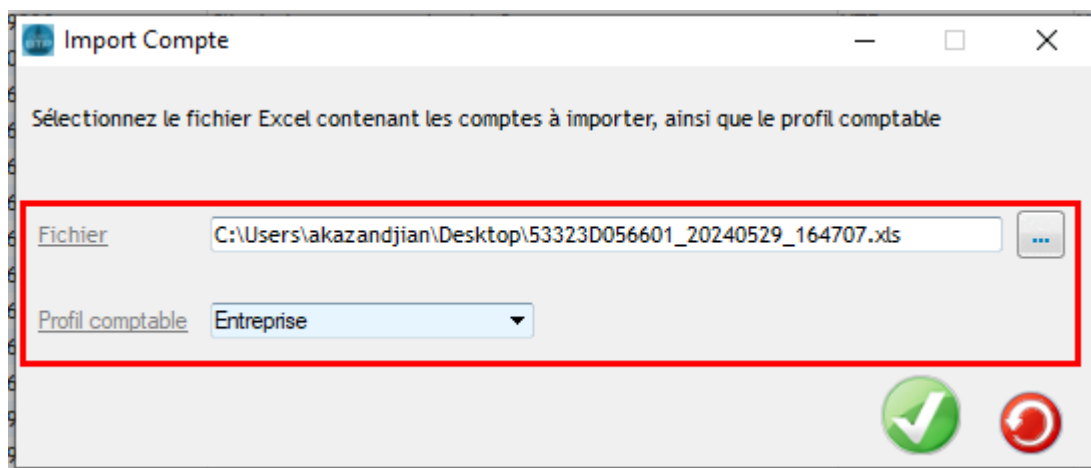 Import Compte
Sélectionnez le fichier Excel contenant les comptes à importer, ainsi que le profil comptable
Fichier C:\Users\akazandjian\Desktop\53323D056601_20240529_164707.xls ...
Profil comptable Entreprise